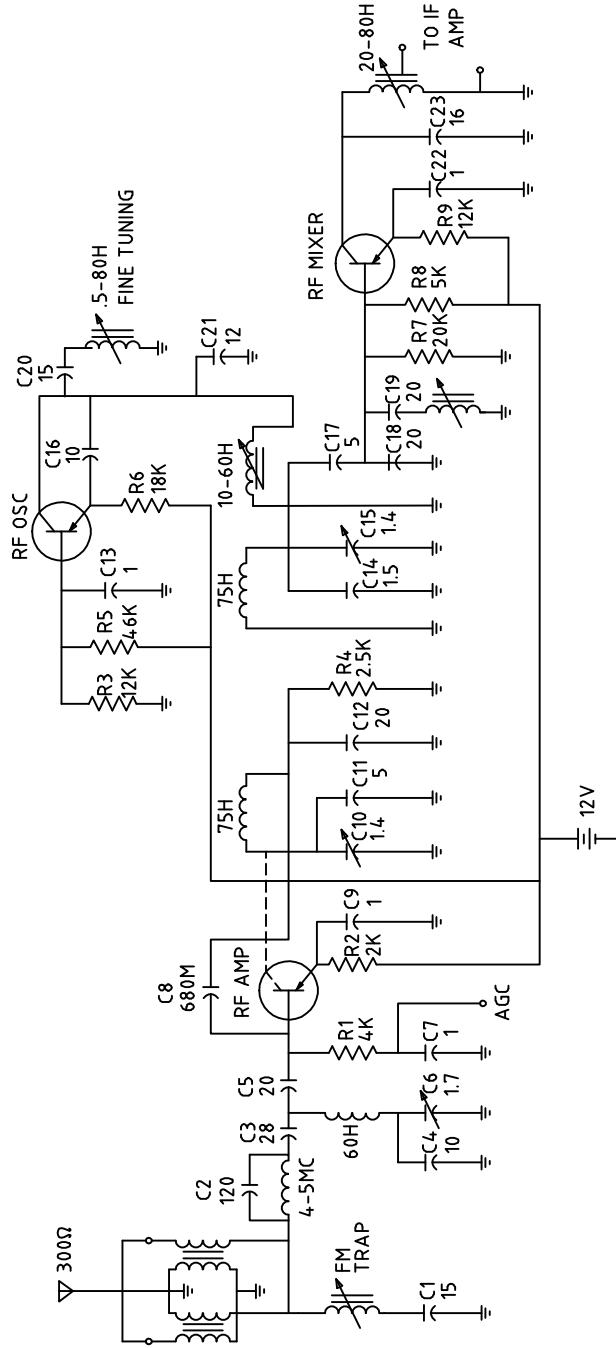 300Ω
FM
TRAP
C1
15
C2
120
4-5MC
C3
28
C5
20
60H
C4
10
C6
1.7
C7
1
AGC
R1
4K
C8
680M
RF AMP
R2
2K
C9
1
75H
C10
1.4
C11
5
C12
20
R4
2.5K
12V
R3
12K
R5
46K
C13
1
RF OSC
R6
18K
C16
10
C20
15
.5-80H
FINE TUNING
C21
12
10-60H
75H
C14
1.5
C15
1.4
C17
5
C18
20
C19
20
R7
20K
R8
5K
R9
12K
RF MIXER
C22
1
C23
16
20-80H
TO IF
AMP